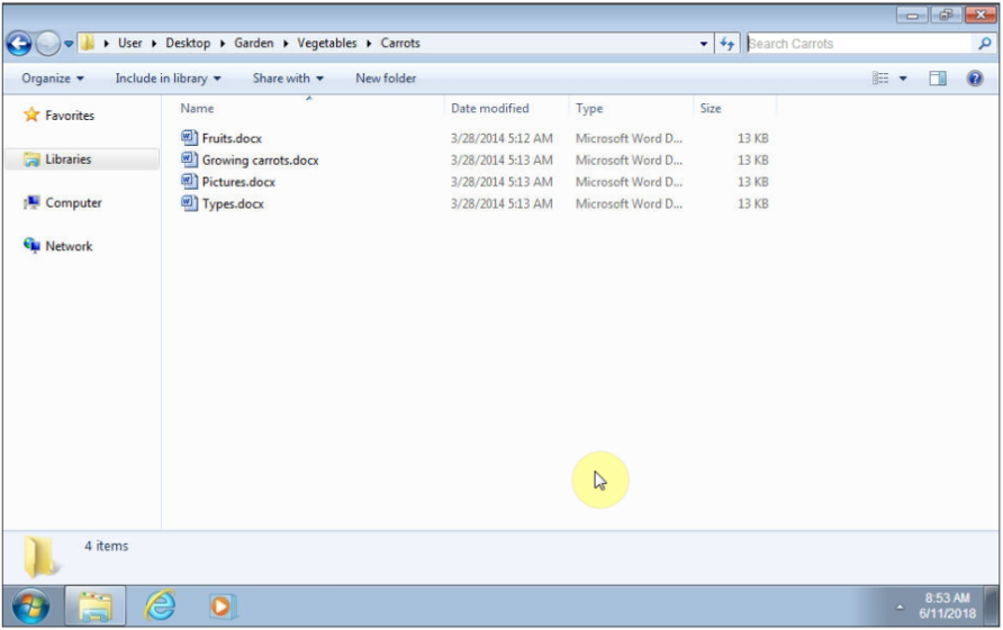 User Desktop Garden Vegetables Carrots Search Carrots
Organize Include in library Share with New folder
Favorites
Libraries
Computer
Network
Name Date modified Type Size
Fruits.docx 3/28/2014 5:12 AM Microsoft Word D... 13 KB
Growing carrots.docx 3/28/2014 5:13 AM Microsoft Word D... 13 KB
Pictures.docx 3/28/2014 5:13 AM Microsoft Word D... 13 KB
Types.docx 3/28/2014 5:13 AM Microsoft Word D... 13 KB
4 items
8:53 AM
6/11/2018